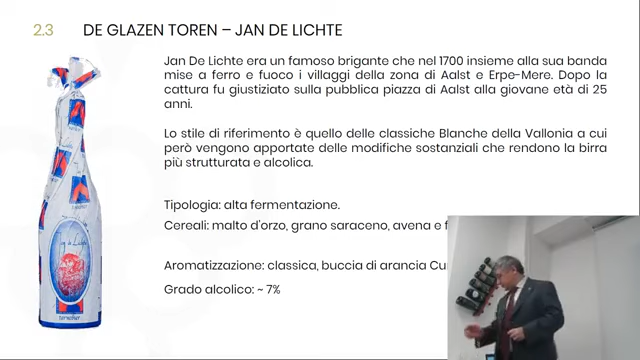 2.3 DE GLAZEN TOREN – JAN DE LICHTE
Jan De Lichte era un famoso brigante che nel 1700 insieme alla sua banda
mise a ferro e fuoco i villaggi della zona di Aalst e Erpe-Mere. Dopo la
cattura fu giustiziato sulla pubblica piazza di Aalst alla giovane età di 25
anni.
Lo stile di riferimento è quello delle classiche Blanche della Vallonia a cui
però vengono apportate delle modifiche sostanziali che rendono la birra
più strutturata e alcolica.
Tipologia: alta fermentazione.
Cereali: malto d'orzo, grano saraceno, avena e f
Aromatizzazione: classica, buccia di arancia Cu
Grado alcolico: ~ 7%
Jan de Lichte